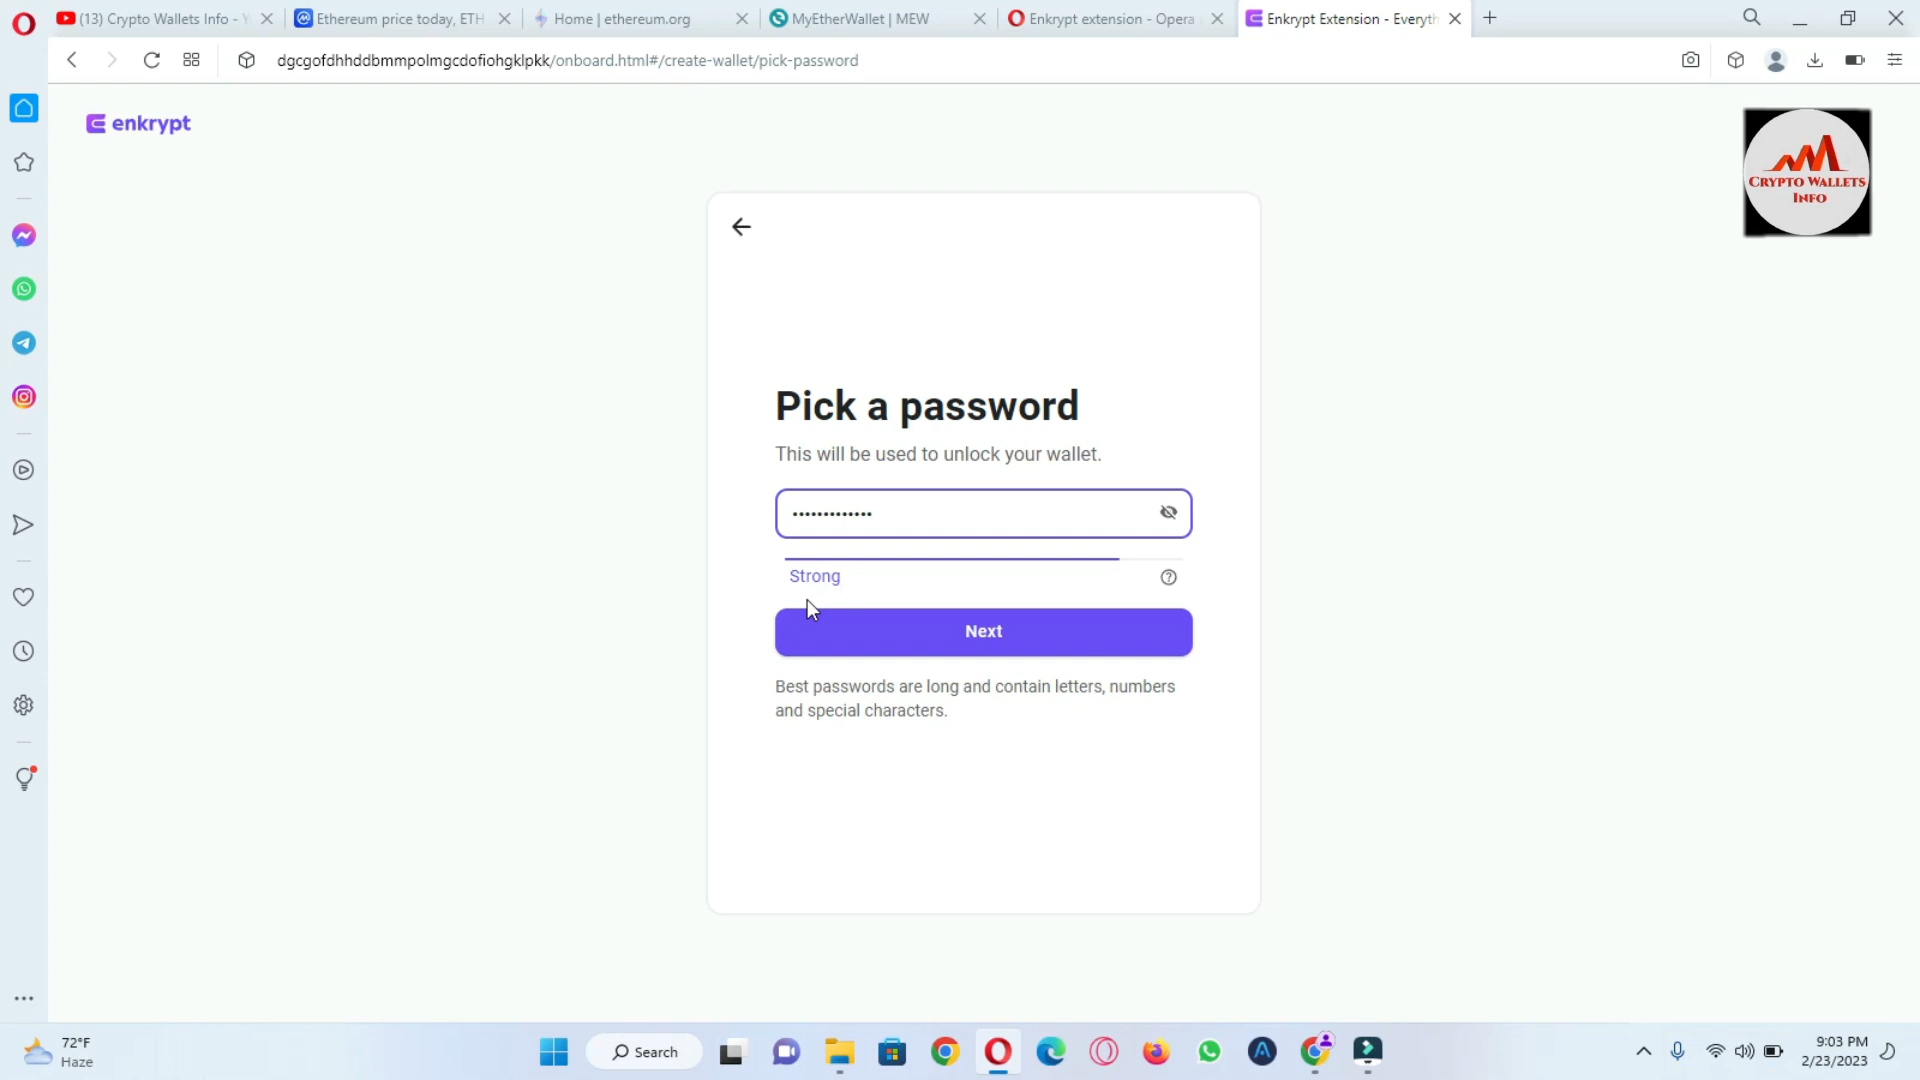 (13) Crypto Wallets Info - Y
Ethereum price today, ETH
Home | ethereum.org
MyEtherWallet | MEW
Enkrypt extension - Opera
Enkrypt Extension - Everyth
dgcgofdhhddbmmpolmgcdofiohgklpkk/onboard.html#/create-wallet/pick-password
enkrypt
CRYPTO WALLETS
INFO
Pick a password
This will be used to unlock your wallet.
Strong
Next
Best passwords are long and contain letters, numbers
and special characters.
72°F
Haze
Search
9:03 PM
2/23/2023